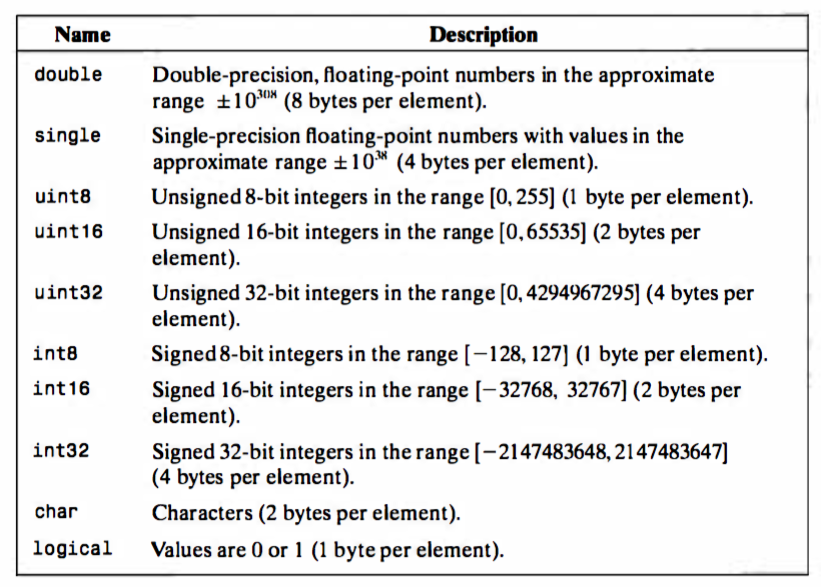 Name Description
double Double-precision, floating-point numbers in the approximate
range ±10³⁰⁸ (8 bytes per element).
single Single-precision floating-point numbers with values in the
approximate range ±10³⁸ (4 bytes per element).
uint8 Unsigned 8-bit integers in the range [0, 255] (1 byte per element).
uint16 Unsigned 16-bit integers in the range [0, 65535] (2 bytes per
element).
uint32 Unsigned 32-bit integers in the range [0, 4294967295] (4 bytes per
element).
int8 Signed 8-bit integers in the range [−128, 127] (1 byte per element).
int16 Signed 16-bit integers in the range [−32768, 32767] (2 bytes per
element).
int32 Signed 32-bit integers in the range [−2147483648, 2147483647]
(4 bytes per element).
char Characters (2 bytes per element).
logical Values are 0 or 1 (1 byte per element).